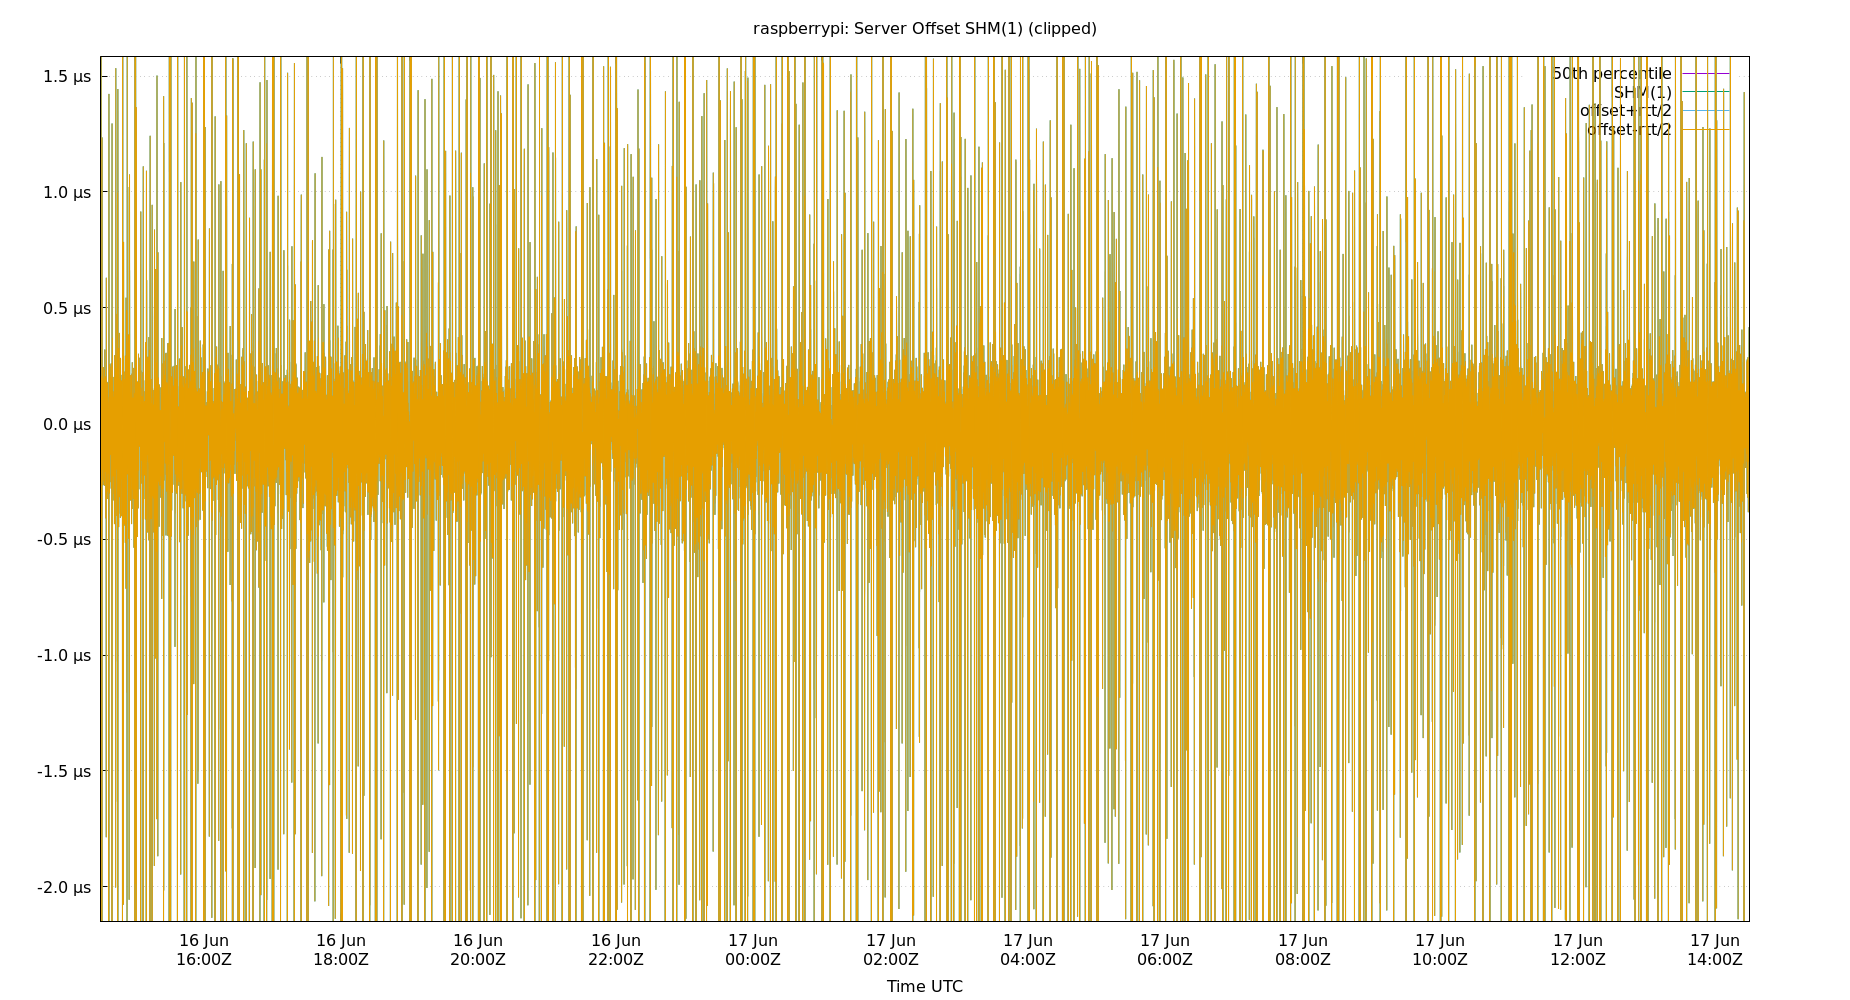 raspberrypi: Server Offset SHM(1) (clipped)
1.5 µs
1.0 µs
0.5 µs
0.0 µs
-0.5 µs
-1.0 µs
-1.5 µs
-2.0 µs
50th percentile
SHM(1)
offset+rtt/2
offset-rtt/2
16 Jun 16 Jun 16 Jun 16 Jun 17 Jun 17 Jun 17 Jun 17 Jun 17 Jun 17 Jun 17 Jun 17 Jun
16:00Z 18:00Z 20:00Z 22:00Z 00:00Z 02:00Z 04:00Z 06:00Z 08:00Z 10:00Z 12:00Z 14:00Z
Time UTC